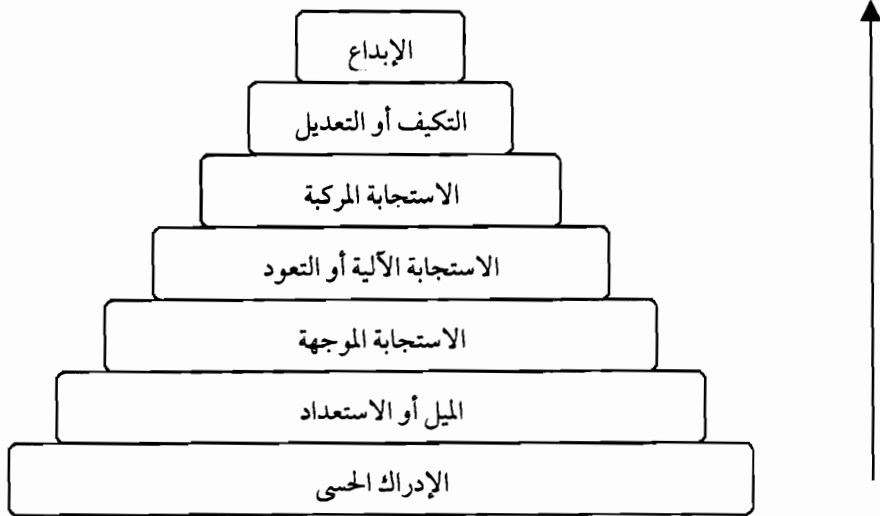 الإبداع
التكيف أو التعديل
الاستجابة المركبة
الاستجابة الآلية أو التعود
الاستجابة الموجهة
الميل أو الاستعداد
الإدراك الحسى